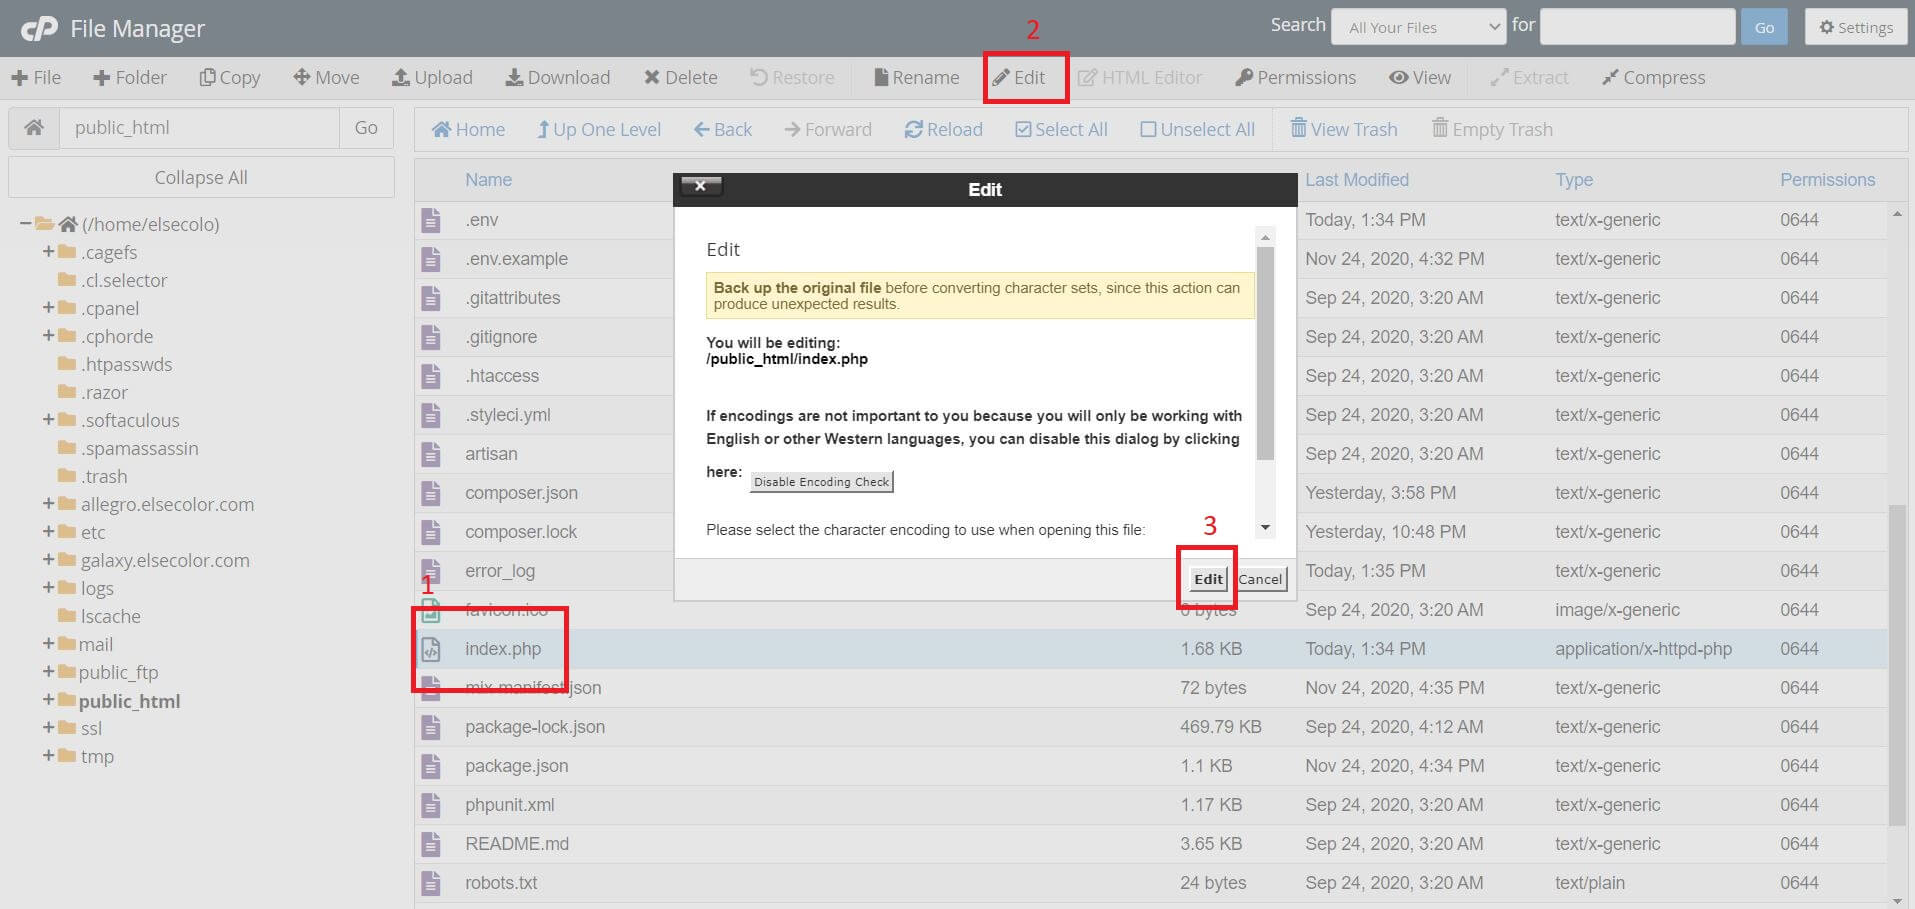 cP File Manager
Search All Your Files for Go Settings
File Folder Copy Move Upload Download Delete Restore Rename Edit HTML Editor Permissions View Extract Compress
2
public_html Go
Home Up One Level Back Forward Reload Select All Unselect All View Trash Empty Trash
Collapse All
(/home/elsecolo)
.cagefs
.cl.selector
.cpanel
.cphorde
.htpasswds
.razor
.softaculous
.spamassassin
.trash
allegro.elsecolor.com
etc
galaxy.elsecolor.com
logs
lscache
mail
public_ftp
public_html
ssl
tmp
Name Last Modified Type Permissions
.env Today, 1:34 PM text/x-generic 0644
.env.example Nov 24, 2020, 4:32 PM text/x-generic 0644
.gitattributes Sep 24, 2020, 3:20 AM text/x-generic 0644
.gitignore Sep 24, 2020, 3:20 AM text/x-generic 0644
.htaccess Sep 24, 2020, 3:20 AM text/x-generic 0644
.styleci.yml Sep 24, 2020, 3:20 AM text/x-generic 0644
artisan Sep 24, 2020, 3:20 AM text/x-generic 0644
composer.json Yesterday, 3:58 PM text/x-generic 0644
composer.lock Yesterday, 10:48 PM text/x-generic 0644
error_log Today, 1:35 PM text/x-generic 0644
1
favicon.ico 0 bytes Sep 24, 2020, 3:20 AM image/x-generic 0644
index.php 1.68 KB Today, 1:34 PM application/x-httpd-php 0644
mix-manifest.json 72 bytes Nov 24, 2020, 4:35 PM text/x-generic 0644
package-lock.json 469.79 KB Sep 24, 2020, 4:12 AM text/x-generic 0644
package.json 1.1 KB Nov 24, 2020, 4:34 PM text/x-generic 0644
phpunit.xml 1.17 KB Sep 24, 2020, 3:20 AM text/x-generic 0644
README.md 3.65 KB Sep 24, 2020, 3:20 AM text/x-generic 0644
robots.txt 24 bytes Sep 24, 2020, 3:20 AM text/plain 0644
Edit
Edit
Back up the original file before converting character sets, since this action can
produce unexpected results.
You will be editing:
/public_html/index.php
If encodings are not important to you because you will only be working with
English or other Western languages, you can disable this dialog by clicking
here: Disable Encoding Check
Please select the character encoding to use when opening this file:
3
Edit Cancel